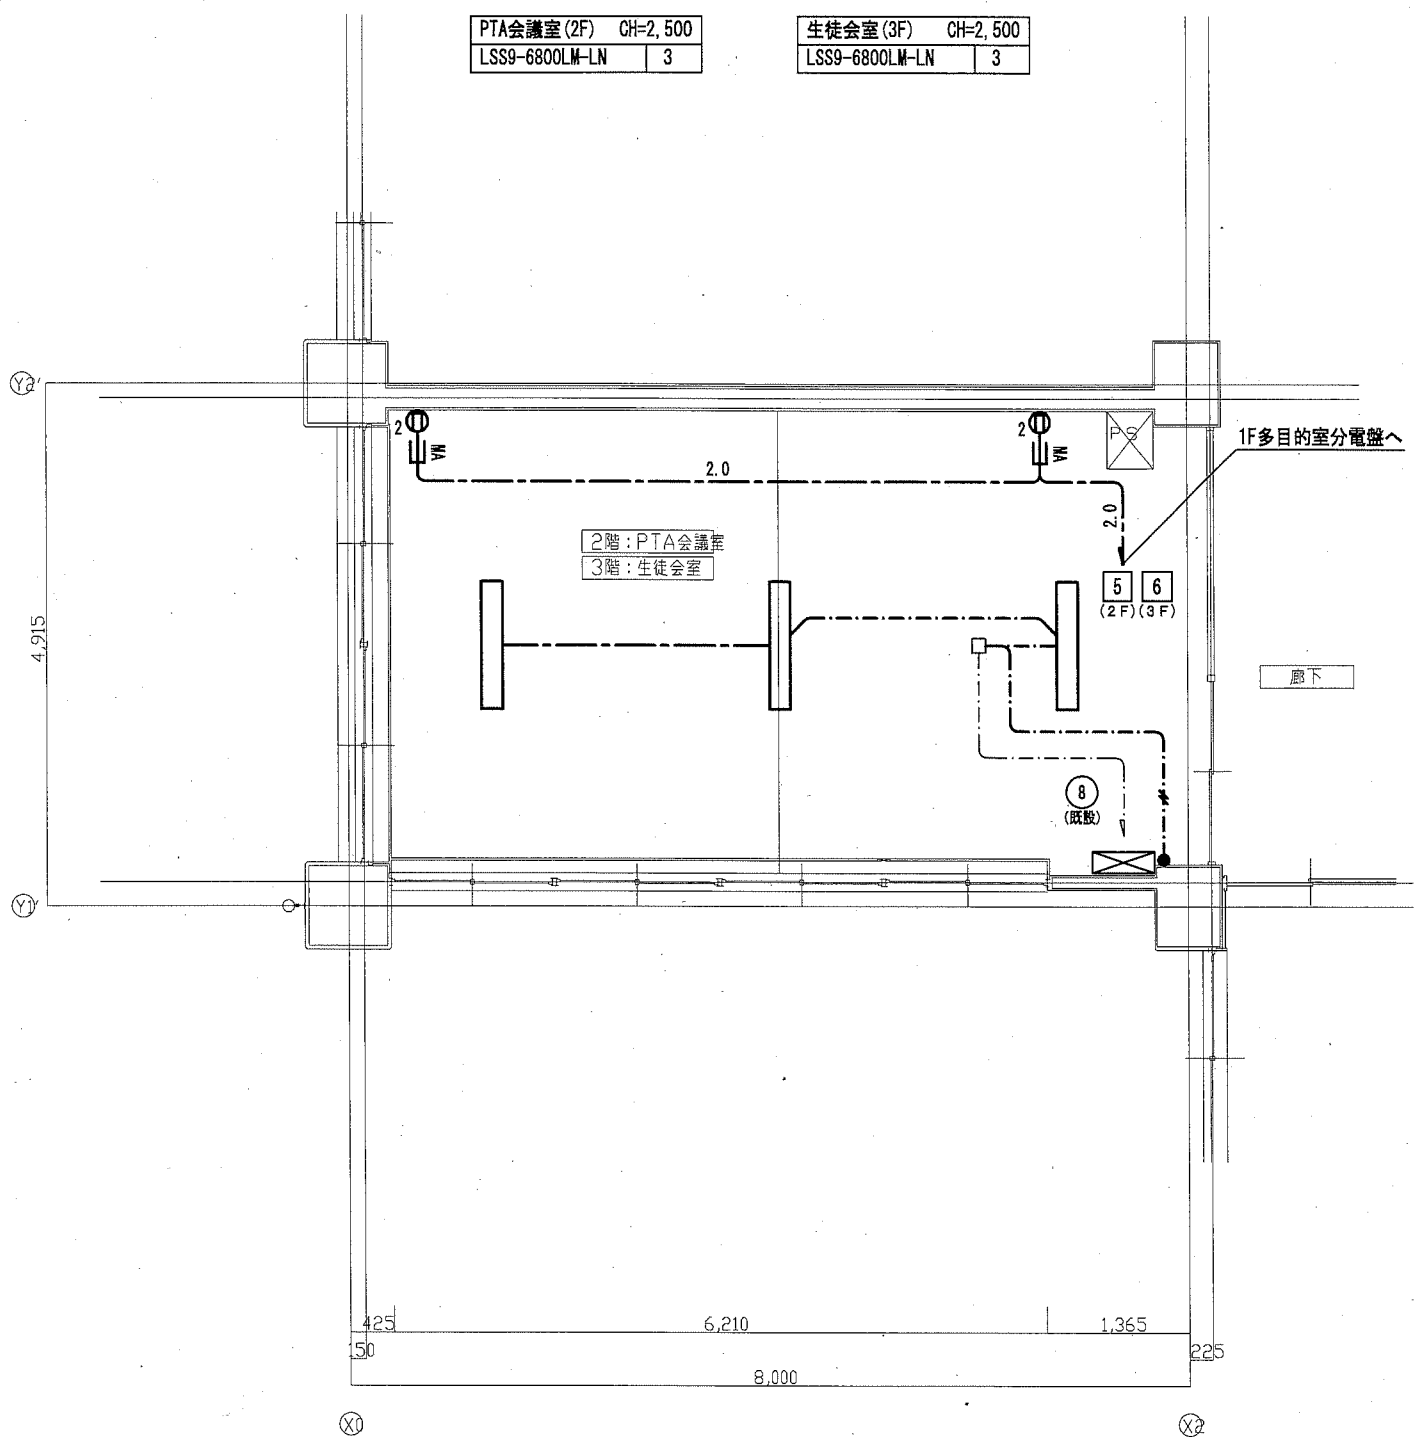 PTA会議室(2F) CH=2,500
LSS9-6800LM-LN 3
生徒会室(3F) CH=2,500
LSS9-6800LM-LN 3
Y2'
2
MA
2
MA
PS
1F多目的室分電盤へ
2.0
2.0
2階:PTA会議室
3階:生徒会室
5 6
(2F)(3F)
4,915
廊下
8
(既設)
Y1'
425
6,210
1,365
150
225
8,000
X0
X2